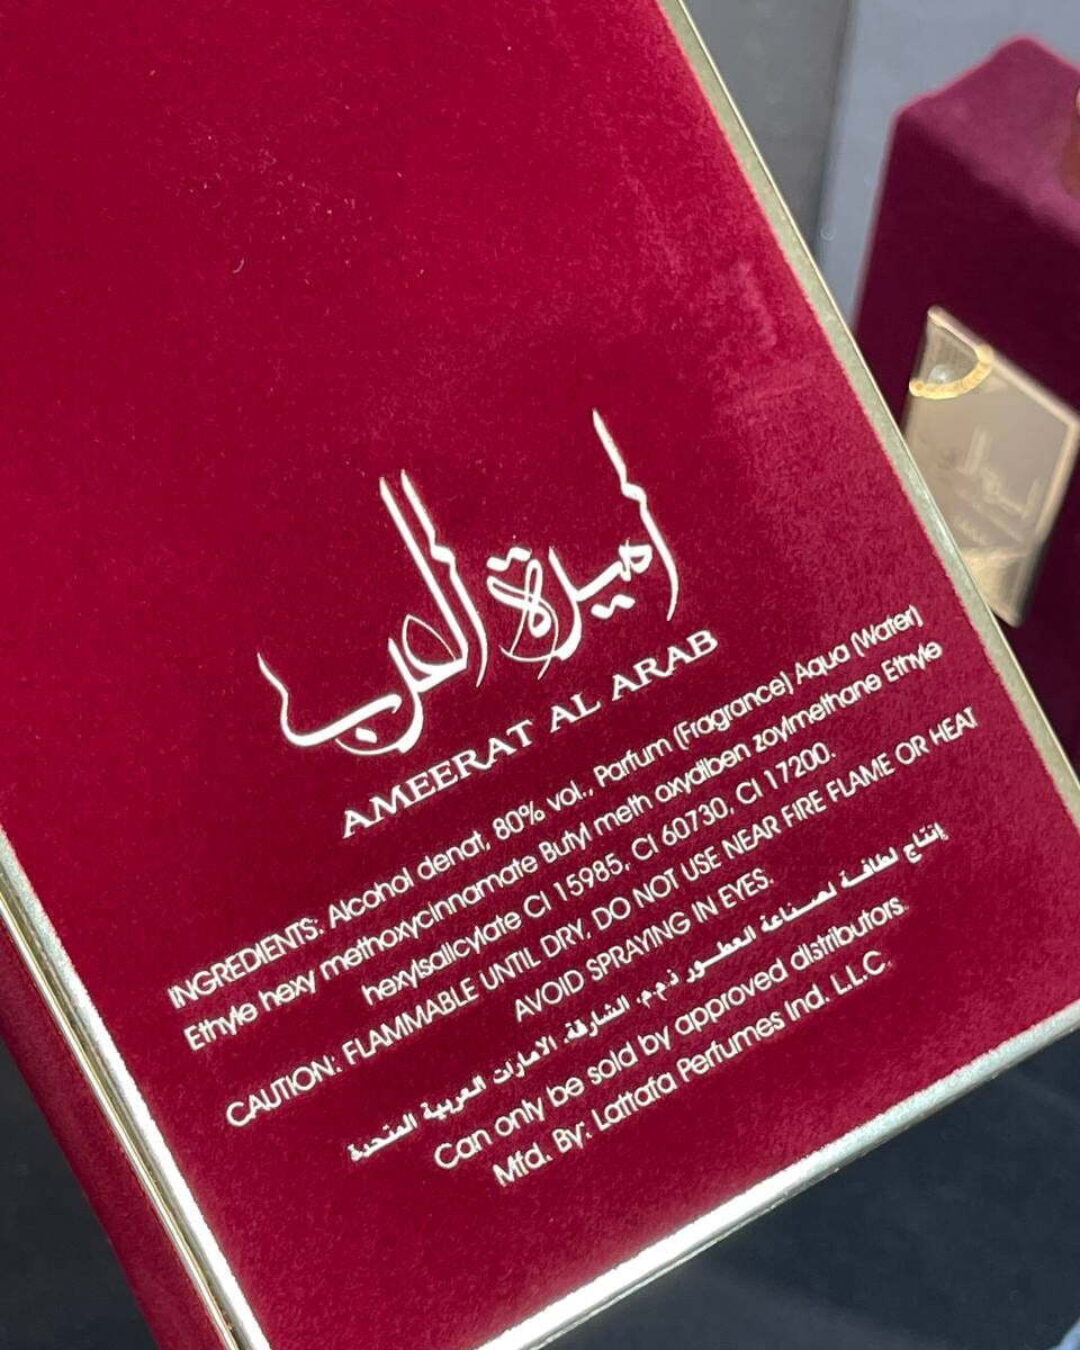 أميرة العرب
AMEERAT AL ARAB
INGREDIENTS: Alcohol denat, 80% vol., Parfum (Fragrance) Aqua (Water)
Ethyle hexy methoxycinnamate Butyl meth oxydiben zoylmethane Ethyle
hexylsalicylate CI 15985, CI 60730, CI 17200.
CAUTION: FLAMMABLE UNTIL DRY, DO NOT USE NEAR FIRE FLAME OR HEAT
AVOID SPRAYING IN EYES.
إنتاج لطافة لصناعة العطور ذ.م.م. الشارقة، الامارات العربية المتحدة
Can only be sold by approved distributors.
Mfd. By: Lattafa Perfumes Ind. L.L.C.